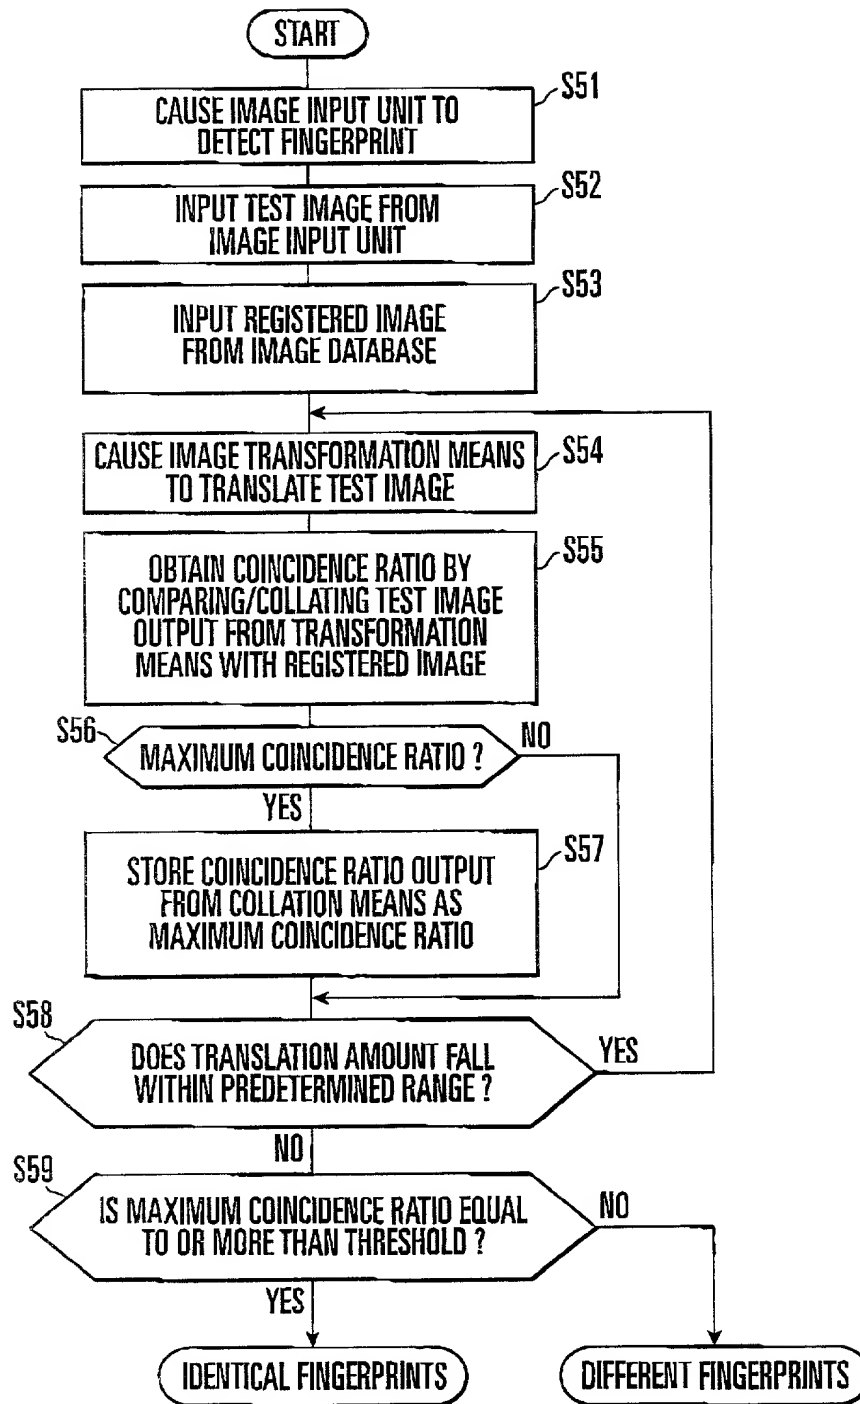 START
S51
CAUSE IMAGE INPUT UNIT TO
DETECT FINGERPRINT
S52
INPUT TEST IMAGE FROM
IMAGE INPUT UNIT
S53
INPUT REGISTERED IMAGE
FROM IMAGE DATABASE
S54
CAUSE IMAGE TRANSFORMATION MEANS
TO TRANSLATE TEST IMAGE
S55
OBTAIN COINCIDENCE RATIO BY
COMPARING/COLLATING TEST IMAGE
OUTPUT FROM TRANSFORMATION
MEANS WITH REGISTERED IMAGE
S56
MAXIMUM COINCIDENCE RATIO ?
NO
YES
S57
STORE COINCIDENCE RATIO OUTPUT
FROM COLLATION MEANS AS
MAXIMUM COINCIDENCE RATIO
S58
DOES TRANSLATION AMOUNT FALL
WITHIN PREDETERMINED RANGE ?
YES
NO
S59
IS MAXIMUM COINCIDENCE RATIO EQUAL
TO OR MORE THAN THRESHOLD ?
NO
YES
IDENTICAL FINGERPRINTS
DIFFERENT FINGERPRINTS